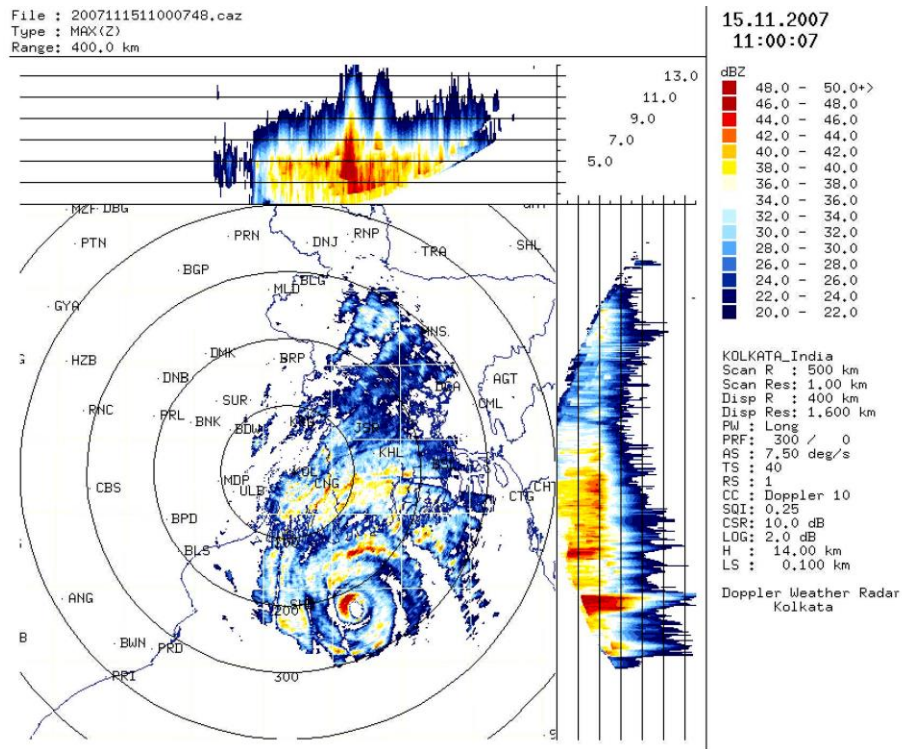 File : 2007111511000748.caz
Type : MAX(Z)
Range: 400.0 km
15.11.2007
11:00:07
13.0
11.0
9.0
7.0
5.0
dBZ
48.0 - 50.0+>
46.0 - 48.0
44.0 - 46.0
42.0 - 44.0
40.0 - 42.0
38.0 - 40.0
36.0 - 38.0
34.0 - 36.0
32.0 - 34.0
30.0 - 32.0
28.0 - 30.0
26.0 - 28.0
24.0 - 26.0
22.0 - 24.0
20.0 - 22.0
KOLKATA_India
Scan R : 500 km
Scan Res: 1.00 km
Disp R : 400 km
Disp Res: 1.600 km
PW : Long
PRF: 300 / 0
AS : 7.50 deg/s
TS : 40
RS : 1
CC : Doppler 10
SQI: 0.25
CSR: 10.0 dB
LOG: 2.0 dB
H : 14.00 km
LS : 0.100 km
Doppler Weather Radar
Kolkata
MZF DBG
PTN
PRN
DNJ
RNP
TRA
SHL
BGP
BLG
MLD
GYA
HZB
DMK
BRP
DNB
AGT
RNC
PRL
SUR
CML
BNK
BDW
JSR
KHL
KOL
MDP
CNG
CBS
ULB
CTG
CH
BPD
BLS
ANG
200
B
BWN
PRD
PRI
300